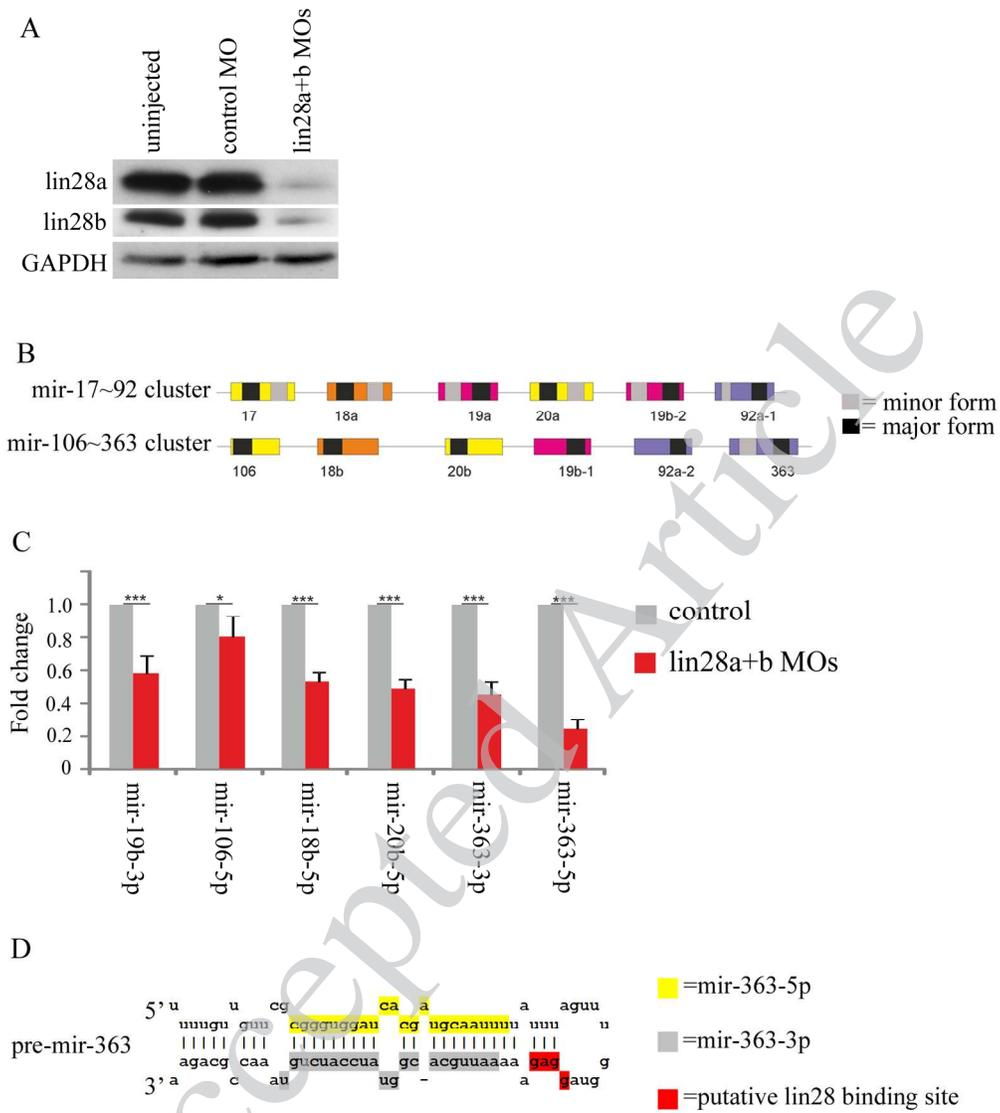 A
uninjected
control MO
lin28a+b MOs
lin28a
lin28b
GAPDH
B
mir-17~92 cluster
17 18a 19a 20a 19b-2 92a-1
mir-106~363 cluster
106 18b 20b 19b-1 92a-2 363
= minor form
= major form
C
Fold change
1.0
0.8
0.6
0.4
0.2
0
*** * *** *** *** ***
mir-19b-3p
mir-106-5p
mir-18b-5p
mir-20b-5p
mir-363-3p
mir-363-5p
control
lin28a+b MOs
D
pre-mir-363
5' u u cg ca a a aguu
uuugu guu cggguggau cg ugcaauuuu uuu u
agacg caa gucuaccua gc acguuaaaa gag g
3' a c au ug - a gaug
=mir-363-5p
=mir-363-3p
=putative lin28 binding site
Accepted Article